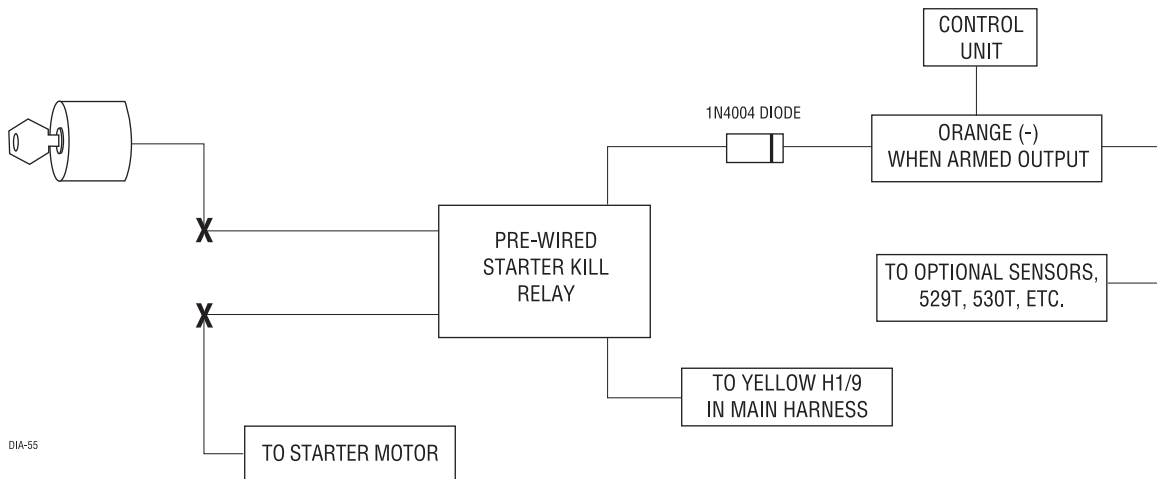 CONTROL
UNIT
1N4004 DIODE
ORANGE (-)
WHEN ARMED OUTPUT
PRE-WIRED
STARTER KILL
RELAY
TO OPTIONAL SENSORS,
529T, 530T, ETC.
TO YELLOW H1/9
IN MAIN HARNESS
DIA-55
TO STARTER MOTOR